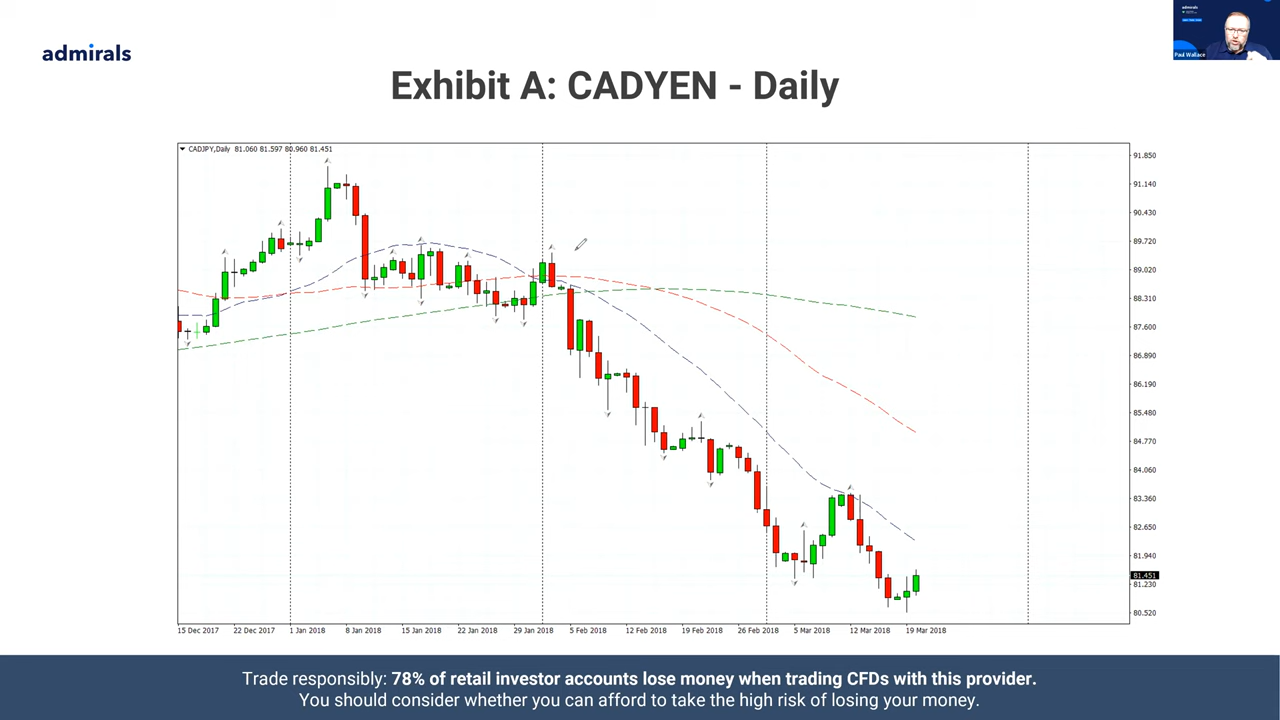 admirals
admirals
Paul Wallace
Exhibit A: CADYEN - Daily
CADJPY,Daily 81.060 81.597 80.960 81.451
91.850
91.140
90.430
89.720
89.020
88.310
87.600
86.890
86.190
85.480
84.770
84.060
83.360
82.650
81.940
81.451
81.230
80.520
15 Dec 2017 22 Dec 2017 1 Jan 2018 8 Jan 2018 15 Jan 2018 22 Jan 2018 29 Jan 2018 5 Feb 2018 12 Feb 2018 19 Feb 2018 26 Feb 2018 5 Mar 2018 12 Mar 2018 19 Mar 2018
Trade responsibly: 78% of retail investor accounts lose money when trading CFDs with this provider.
You should consider whether you can afford to take the high risk of losing your money.